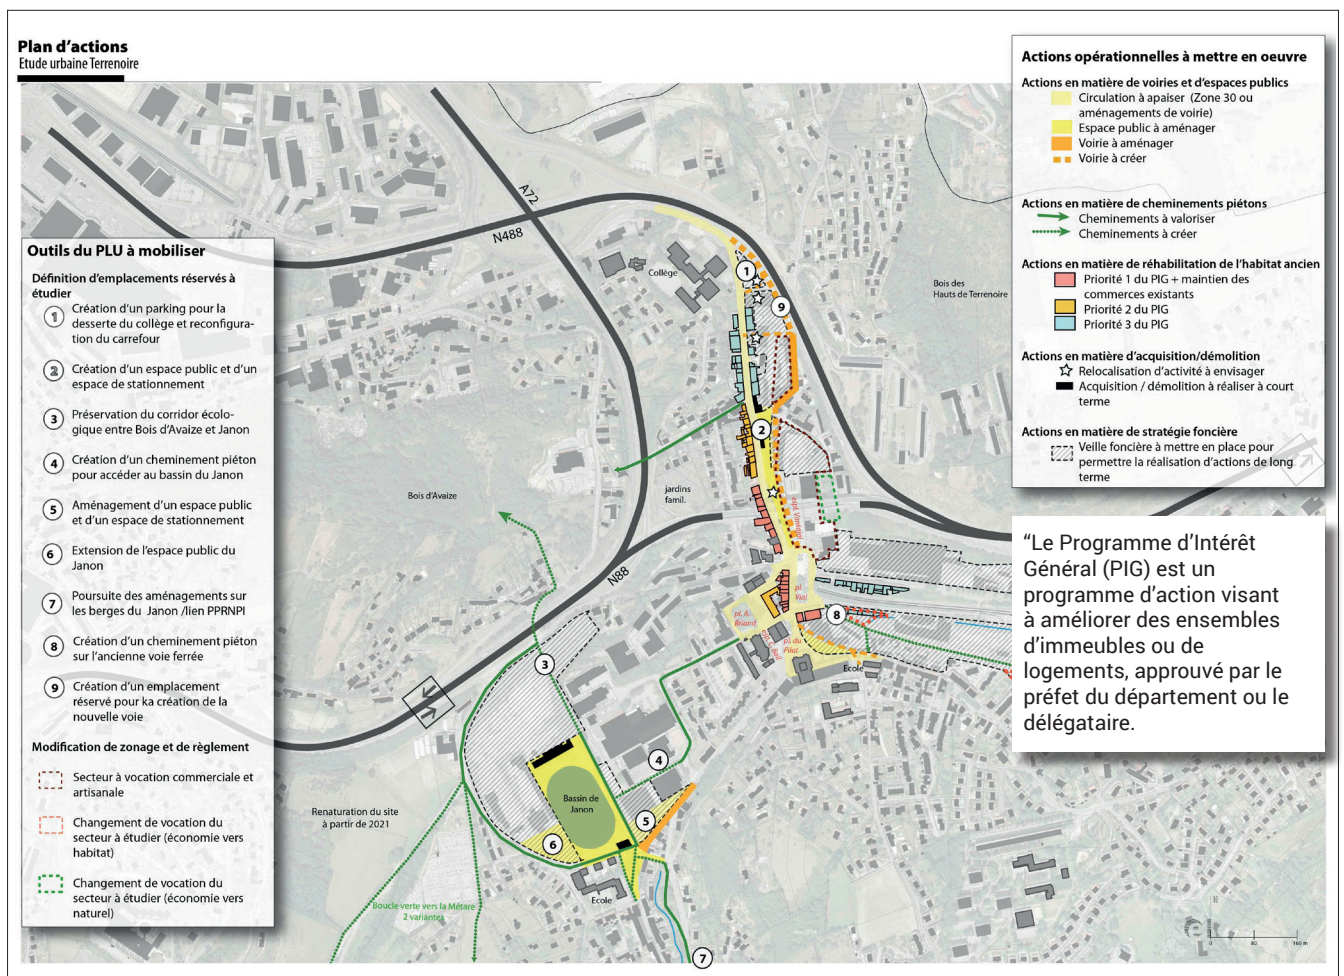 Plan d'actions
Etude urbaine Terrenoire
Outils du PLU à mobiliser
Définition d'emplacements réservés à
étudier
1 Création d'un parking pour la
desserte du collège et reconfigura-
tion du carrefour
2 Création d'un espace public et d'un
espace de stationnement
3 Préservation du corridor écolo-
gique entre Bois d'Avaize et Janon
4 Création d'un cheminement piéton
pour accéder au bassin du Janon
5 Aménagement d'un espace public
et d'un espace de stationnement
6 Extension de l'espace public du
Janon
7 Poursuite des aménagements sur
les berges du Janon /lien PPRNPI
8 Création d'un cheminement piéton
sur l'ancienne voie ferrée
9 Création d'un emplacement
réservé pour ka création de la
nouvelle voie
Modification de zonage et de règlement
Secteur à vocation commerciale et
artisanale
Changement de vocation du
secteur à étudier (économie vers
habitat)
Changement de vocation du
secteur à étudier (économie vers
naturel)
A72
N488
Collège
1
9
Bois des
Hauts de Terrenoire
2
Bois d'Avaize
jardins
famil.
N88
pl.
Vial
pl. A.
Briand
pl. du
Pilat
8
Ecole
3
4
Bassin de
Janon
5
6
Renaturation du site
à partir de 2021
Ecole
Boucle verte vers la Métare
2 variantes
7
0 80 160 m
Actions opérationnelles à mettre en oeuvre
Actions en matière de voiries et d'espaces publics
Circulation à apaiser (Zone 30 ou
aménagements de voirie)
Espace public à aménager
Voirie à aménager
Voirie à créer
Actions en matière de cheminements piétons
Cheminements à valoriser
Cheminements à créer
Actions en matière de réhabilitation de l'habitat ancien
Priorité 1 du PIG + maintien des
commerces existants
Priorité 2 du PIG
Priorité 3 du PIG
Actions en matière d'acquisition/démolition
Relocalisation d'activité à envisager
Acquisition / démolition à réaliser à court
terme
Actions en matière de stratégie foncière
Veille foncière à mettre en place pour
permettre la réalisation d'actions de long
terme
"Le Programme d'Intérêt
Général (PIG) est un
programme d'action visant
à améliorer des ensembles
d'immeubles ou de
logements, approuvé par le
préfet du département ou le
délégataire.